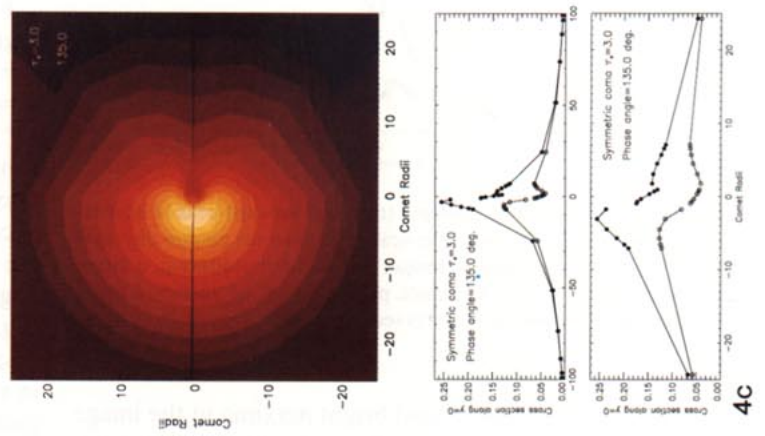 τ*=3.0
135.0
-20 -10 0 10 20
Comet Radii
20 10 0 -10 -20
Comet Radii
Symmetric coma τ*=3.0
Phase angle=135.0 deg.
Cross section along y=0
0.25 0.20 0.15 0.10 0.05 0.00
-100 -50 0 50 100
Symmetric coma τ*=3.0
Phase angle=135.0 deg.
Cross section along y=0
0.25 0.20 0.15 0.10 0.05 0.00
-20 -10 0 10 20
Comet Radii
4c